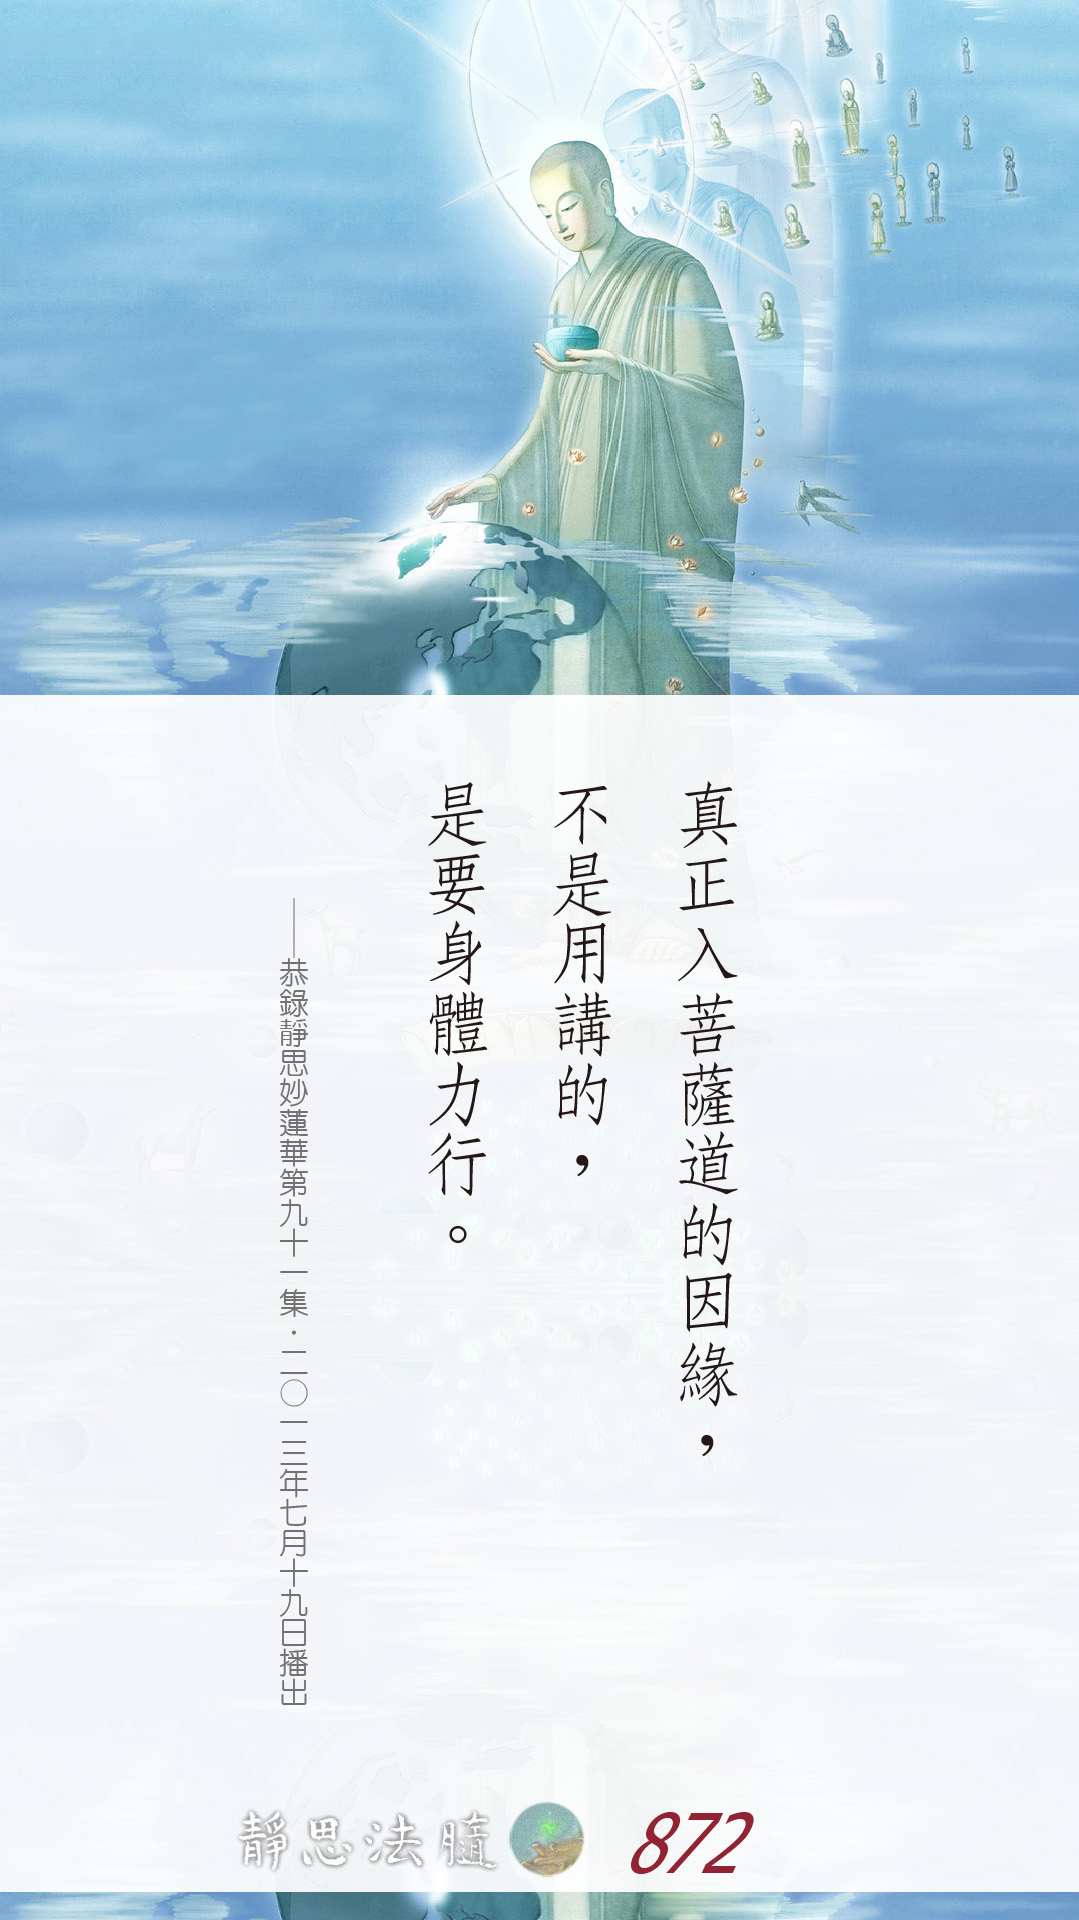 真正入菩薩道的因緣，
不是用講的，
是要身體力行。
——恭錄靜思妙蓮華第九十一集·二〇一三年七月十九日播出
靜思法髓
872